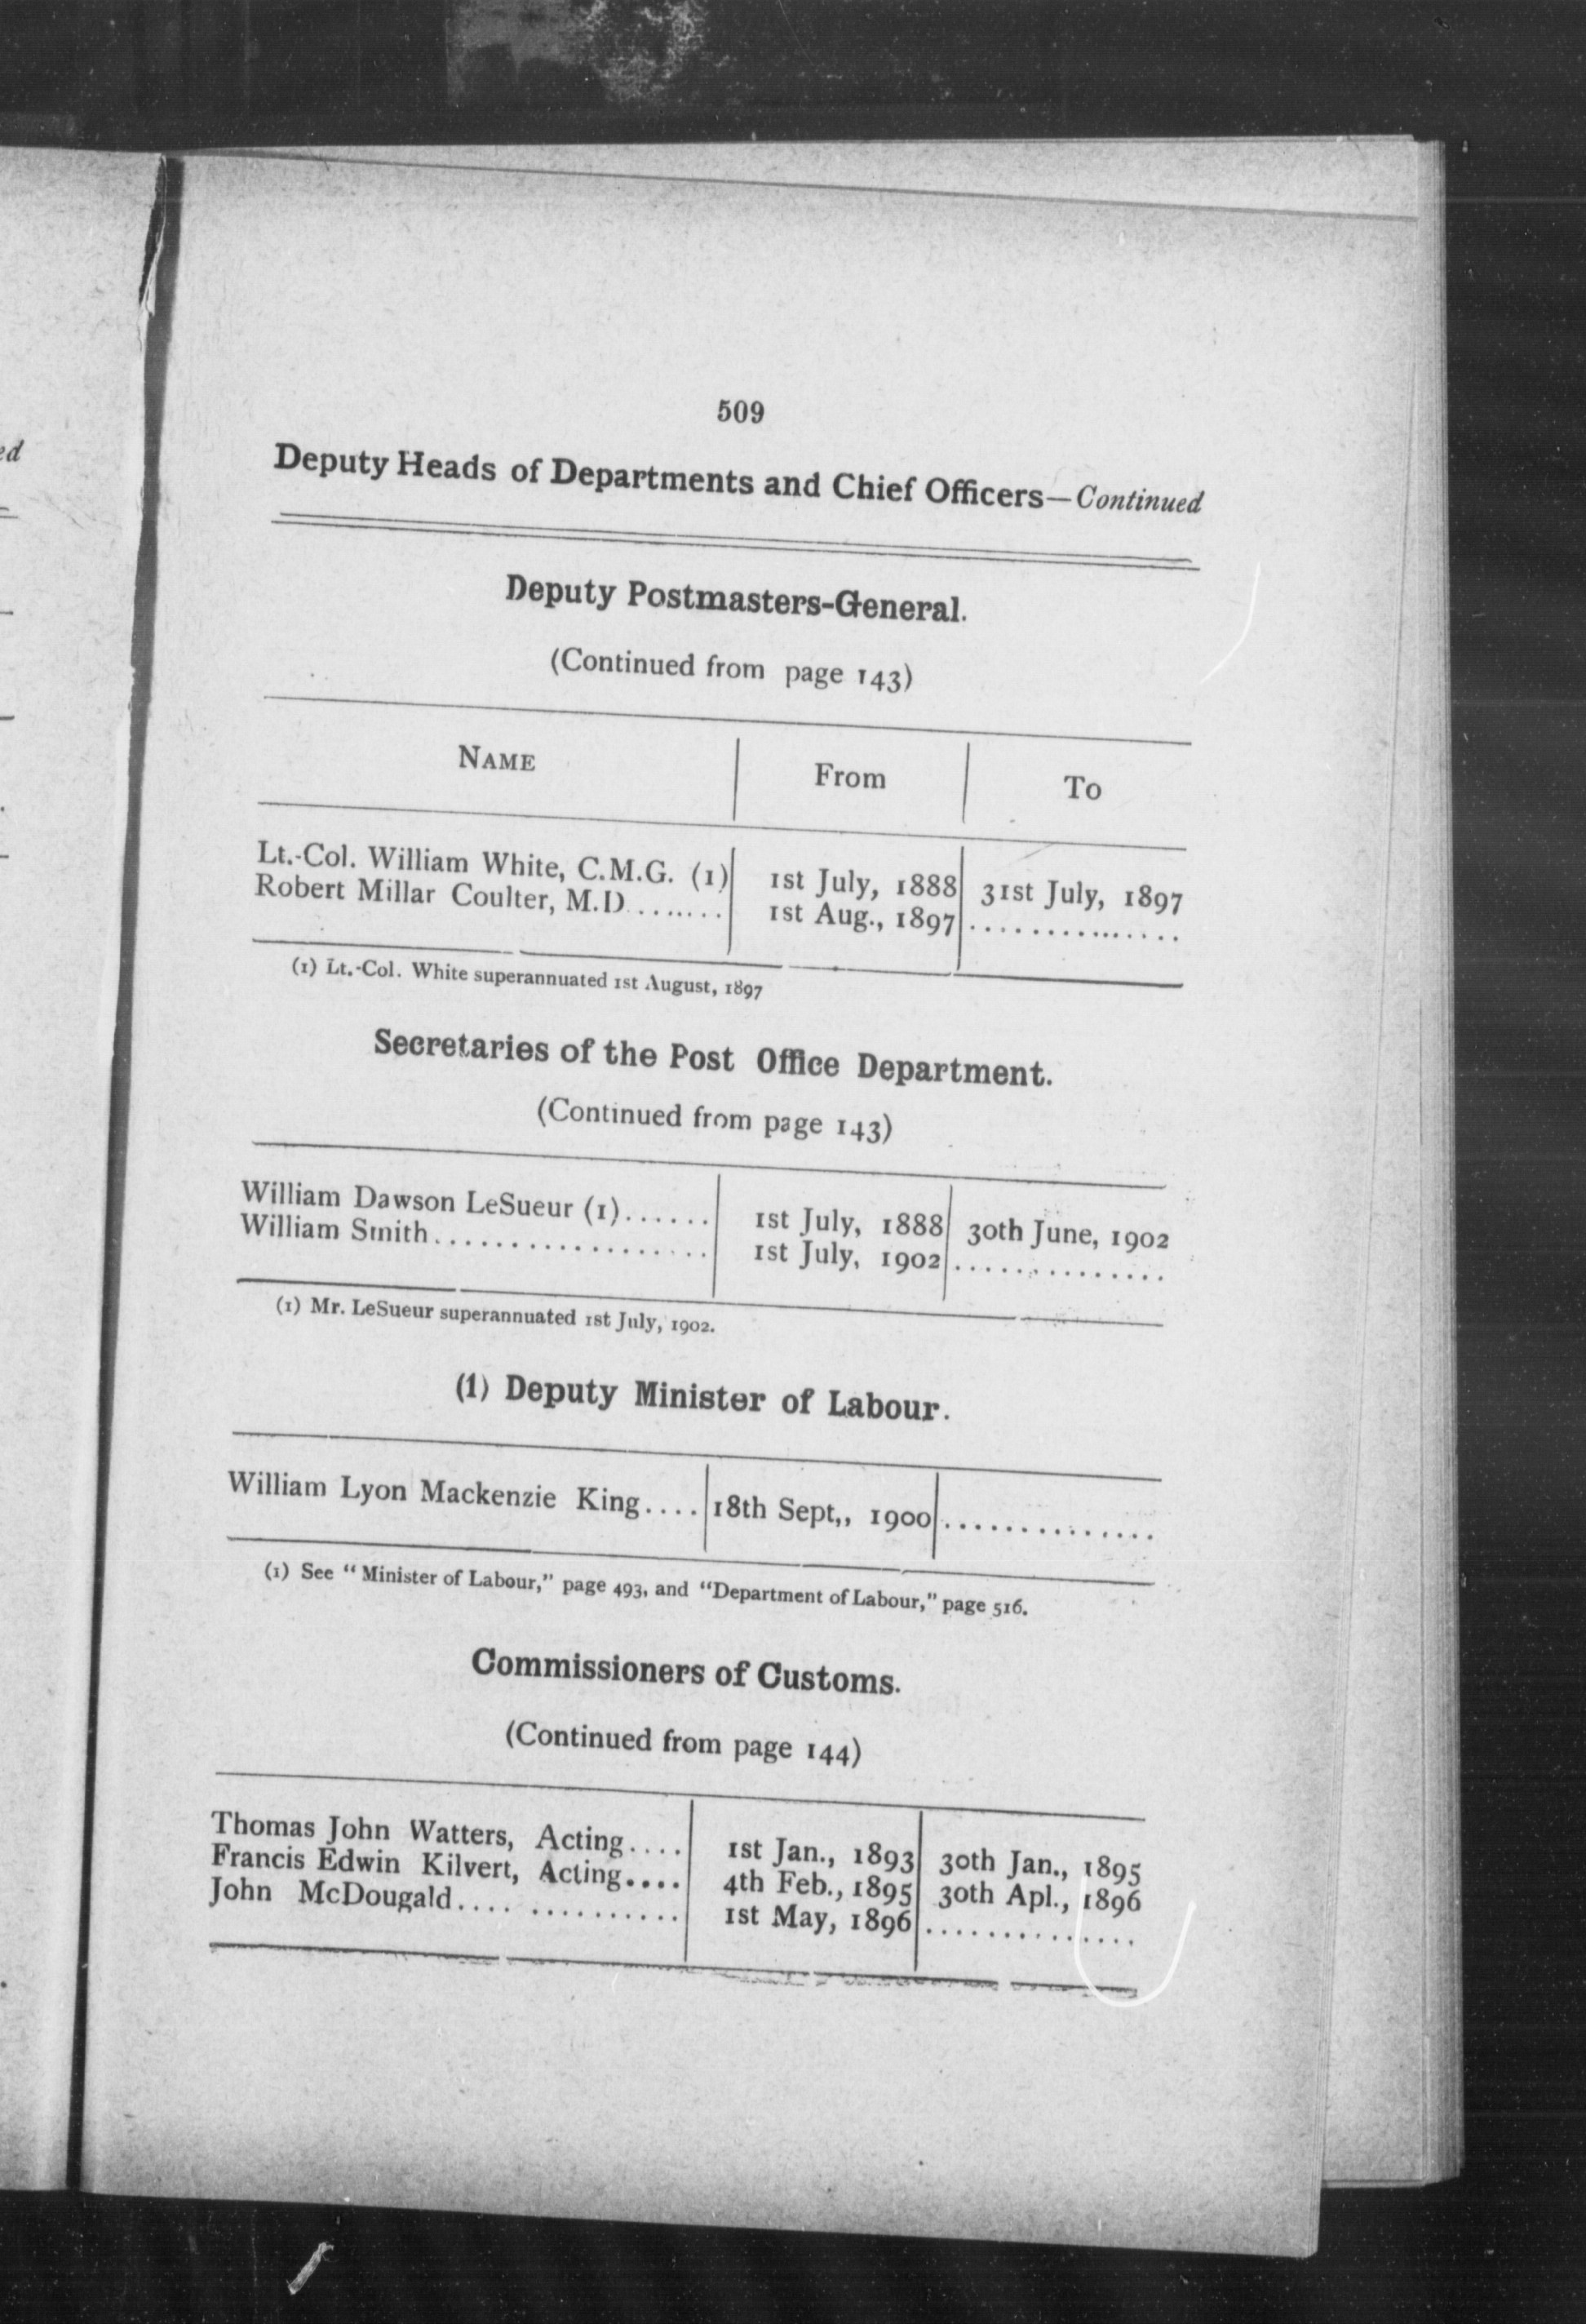 ed
509
Deputy Heads of Departments and Chief Officers—Continued
Deputy Postmasters-General.
(Continued from page 143)
NAME From To
Lt.-Col. William White, C.M.G. (1) 1st July, 1888 31st July, 1897
Robert Millar Coulter, M.D........ 1st Aug., 1897 ................
(1) Lt.-Col. White superannuated 1st August, 1897
Secretaries of the Post Office Department.
(Continued from page 143)
William Dawson LeSueur (1)...... 1st July, 1888 30th June, 1902
William Smith.................. 1st July, 1902 ..............
(1) Mr. LeSueur superannuated 1st July, 1902.
(1) Deputy Minister of Labour.
William Lyon Mackenzie King.... 18th Sept,, 1900 ..............
(1) See "Minister of Labour," page 493, and "Department of Labour," page 516.
Commissioners of Customs.
(Continued from page 144)
Thomas John Watters, Acting.... 1st Jan., 1893 30th Jan., 1895
Francis Edwin Kilvert, Acting.... 4th Feb., 1895 30th Apl., 1896
John McDougald.... .......... 1st May, 1896 ..............